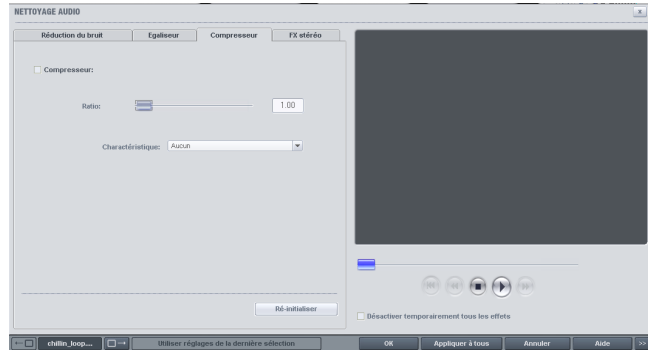 NETTOYAGE AUDIO
Réduction du bruit
Egaliseur
Compresseur
FX stéréo
Compresseur:
Ratio:
1.00
Charactéristique:
Aucun
Ré-initialiser
Désactiver temporairement tous les effets
chillin_loop...
Utiliser réglages de la dernière sélection
OK
Appliquer à tous
Annuler
Aide
>>